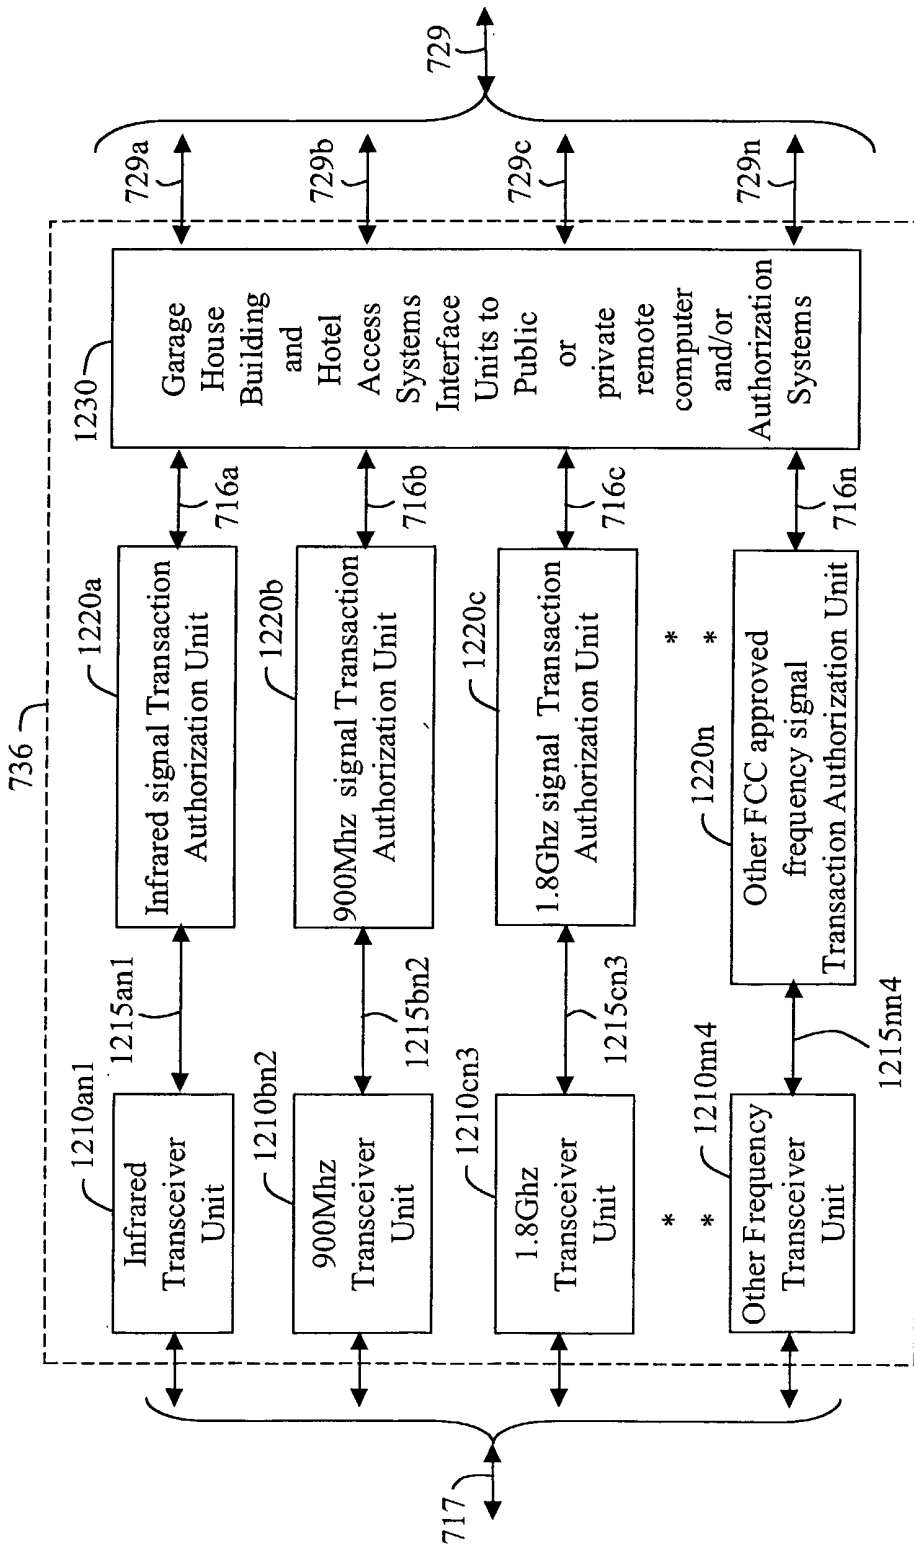 736
1210an1
Infrared
Transceiver
Unit
1215an1
1220a
Infrared signal Transaction
Authorization Unit
716a
1230
729a
1210bn2
900Mhz
Transceiver
Unit
1215bn2
1220b
900Mhz signal Transaction
Authorization Unit
716b
729b
717
1210cn3
1.8Ghz
Transceiver
Unit
1215cn3
1220c
1.8Ghz signal Transaction
Authorization Unit
716c
729c
729
*
*
*
*
1210nn4
Other Frequency
Transceiver
Unit
1215nn4
1220n
Other FCC approved
frequency signal
Transaction Authorization Unit
716n
729n
Garage
House
Building
and
Hotel
Access
Systems
Interface
Units to
Public
or
private
remote
computer
and/or
Authorization
Systems